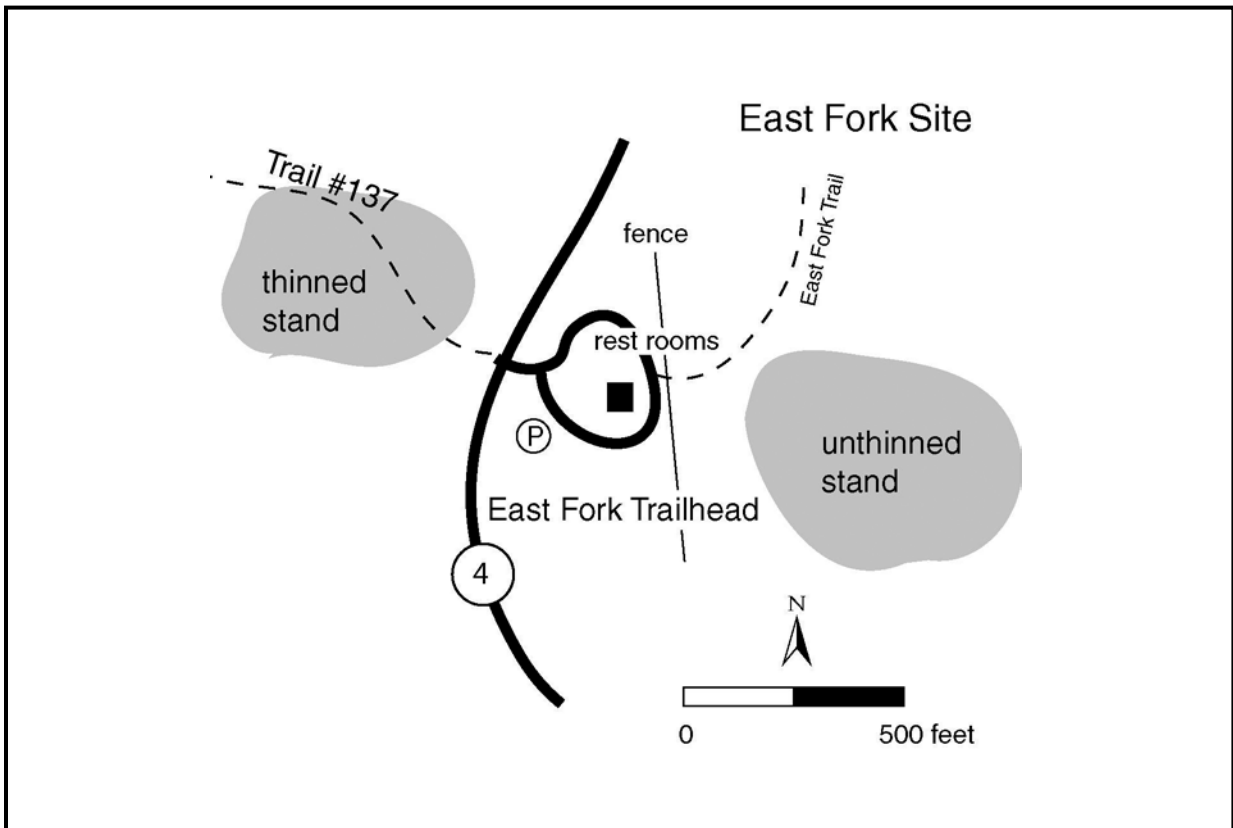 East Fork Site
Trail #137
East Fork Trail
fence
thinned
stand
rest rooms
unthinned
stand
P
East Fork Trailhead
4
N
0
500 feet